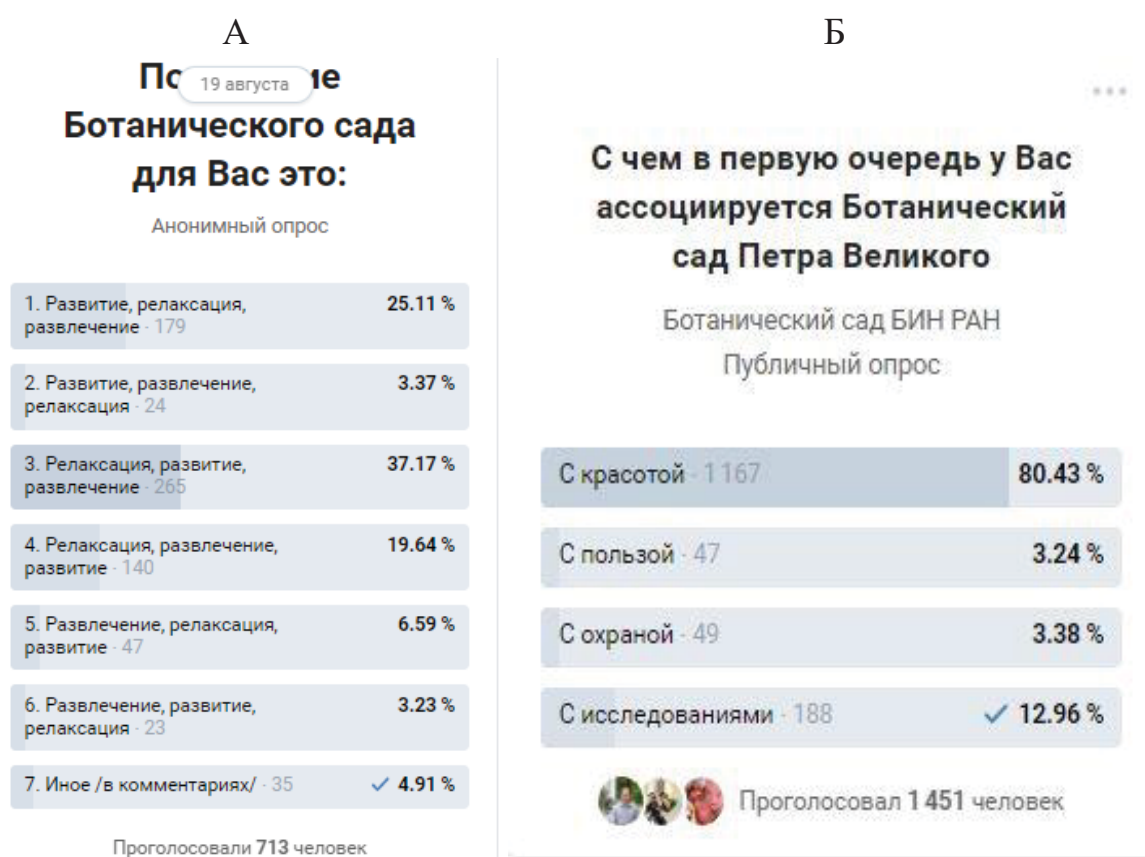 А
19 августа
Ботанического сада
для Вас это:
Анонимный опрос
1. Развитие, релаксация,
развлечение · 179
25.11 %
2. Развитие, развлечение,
релаксация · 24
3.37 %
3. Релаксация, развитие,
развлечение · 265
37.17 %
4. Релаксация, развлечение,
развитие · 140
19.64 %
5. Развлечение, релаксация,
развитие · 47
6.59 %
6. Развлечение, развитие,
релаксация · 23
3.23 %
7. Иное /в комментариях/ · 35
4.91 %
Проголосовали 713 человек
Б
С чем в первую очередь у Вас
ассоциируется Ботанический
сад Петра Великого
Ботанический сад БИН РАН
Публичный опрос
С красотой · 1 167
80.43 %
С пользой · 47
3.24 %
С охраной · 49
3.38 %
С исследованиями · 188
12.96 %
Проголосовал 1 451 человек